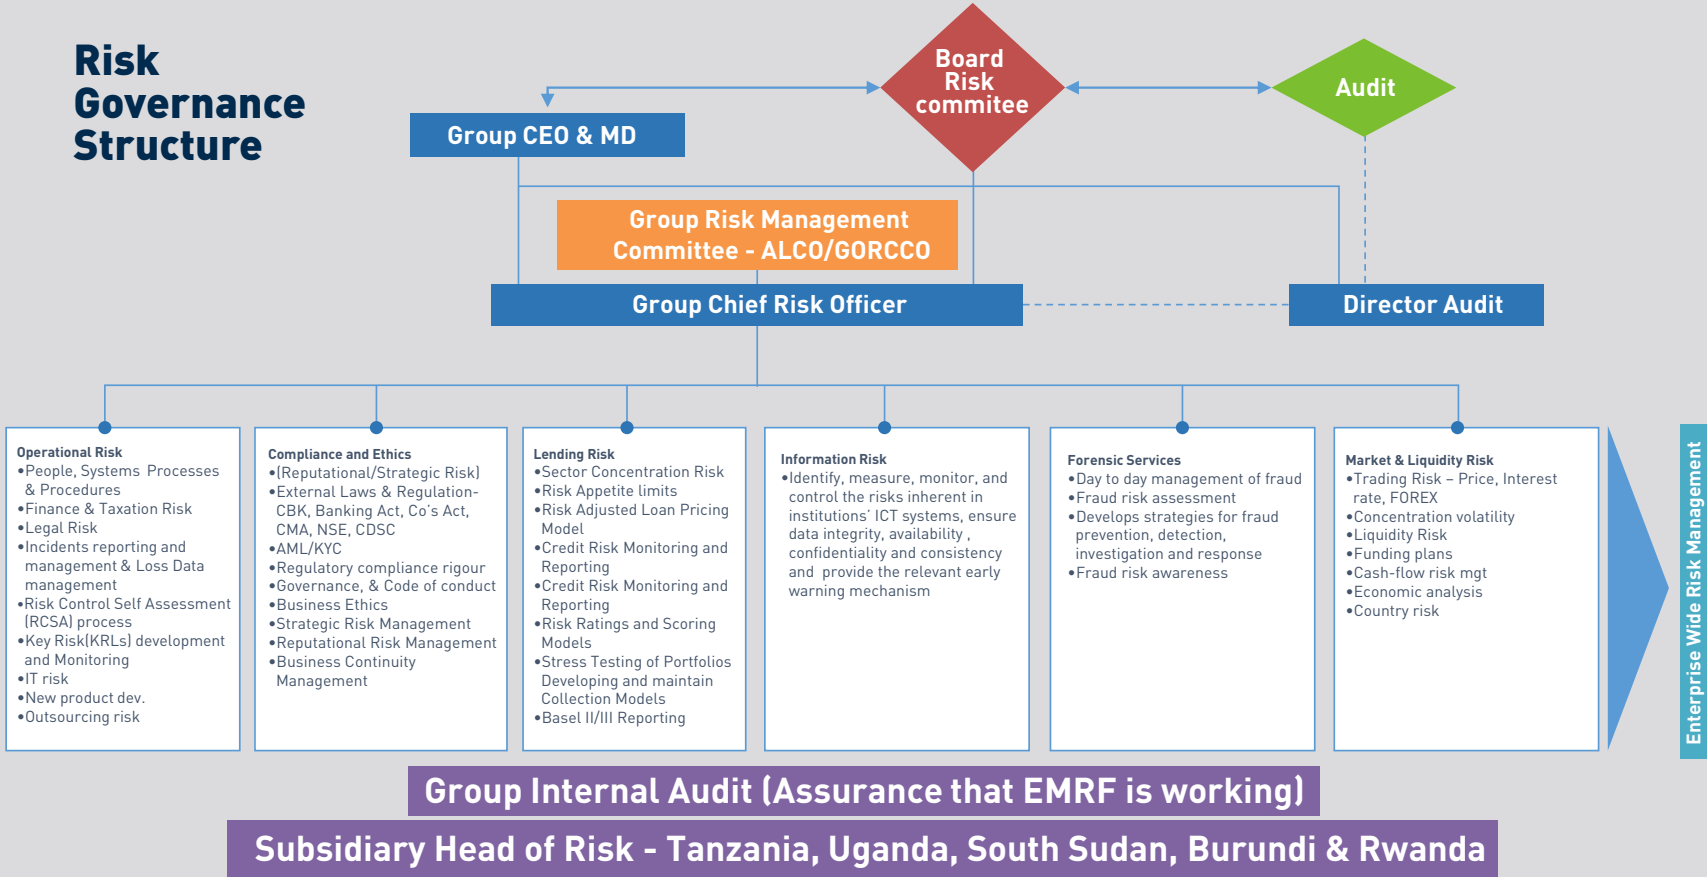 Risk
Governance
Structure
Board
Risk
commitee
Audit
Group CEO & MD
Group Risk Management
Committee - ALCO/GORCCO
Group Chief Risk Officer
Director Audit
Operational Risk
•People, Systems Processes
& Procedures
•Finance & Taxation Risk
•Legal Risk
•Incidents reporting and
management & Loss Data
management
•Risk Control Self Assessment
(RCSA) process
•Key Risk(KRLs) development
and Monitoring
•IT risk
•New product dev.
•Outsourcing risk
Compliance and Ethics
•(Reputational/Strategic Risk)
•External Laws & Regulation-
CBK, Banking Act, Co's Act,
CMA, NSE, CDSC
•AML/KYC
•Regulatory compliance rigour
•Governance, & Code of conduct
•Business Ethics
•Strategic Risk Management
•Reputational Risk Management
•Business Continuity
Management
Lending Risk
•Sector Concentration Risk
•Risk Appetite limits
•Risk Adjusted Loan Pricing
Model
•Credit Risk Monitoring and
Reporting
•Credit Risk Monitoring and
Reporting
•Risk Ratings and Scoring
Models
•Stress Testing of Portfolios
Developing and maintain
Collection Models
•Basel II/III Reporting
Information Risk
•Identify, measure, monitor, and
control the risks inherent in
institutions' ICT systems, ensure
data integrity, availability ,
confidentiality and consistency
and provide the relevant early
warning mechanism
Forensic Services
•Day to day management of fraud
•Fraud risk assessment
•Develops strategies for fraud
prevention, detection,
investigation and response
•Fraud risk awareness
Market & Liquidity Risk
•Trading Risk – Price, Interest
rate, FOREX
•Concentration volatility
•Liquidity Risk
•Funding plans
•Cash-flow risk mgt
•Economic analysis
•Country risk
Enterprise Wide Risk Management
Group Internal Audit (Assurance that EMRF is working)
Subsidiary Head of Risk - Tanzania, Uganda, South Sudan, Burundi & Rwanda